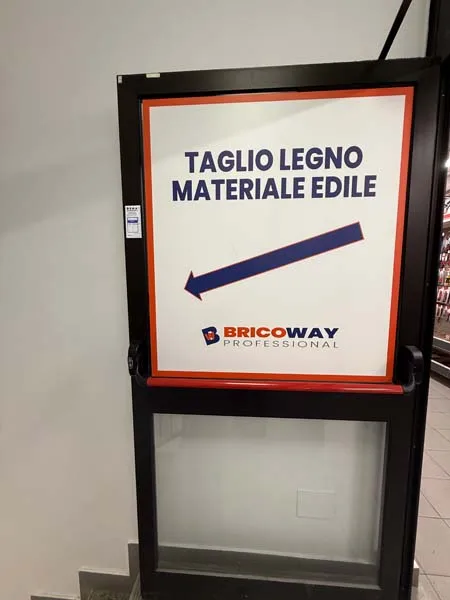 TAGLIO LEGNO
MATERIALE EDILE
BRICOWAY
PROFESSIONAL